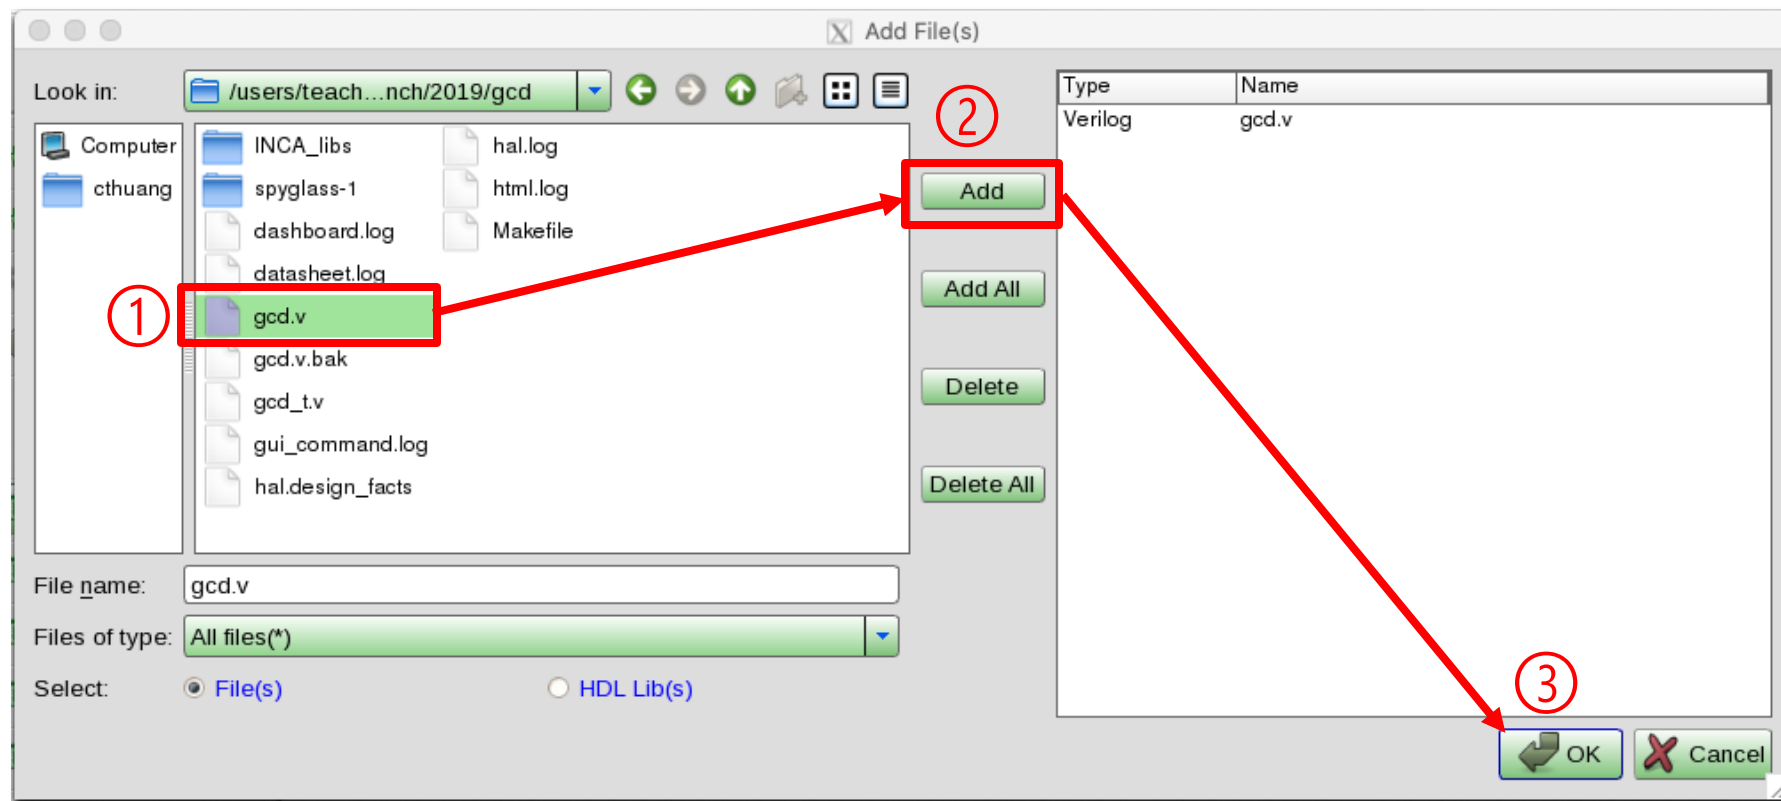 Add File(s)
Look in:
/users/teach...nch/2019/gcd
Computer
cthuang
INCA_libs
spyglass-1
dashboard.log
datasheet.log
gcd.v
gcd.v.bak
gcd_t.v
gui_command.log
hal.design_facts
hal.log
html.log
Makefile
①
②
Add
Add All
Delete
Delete All
Type Name
Verilog gcd.v
File name: gcd.v
Files of type: All files(*)
Select: File(s) HDL Lib(s)
③
OK Cancel